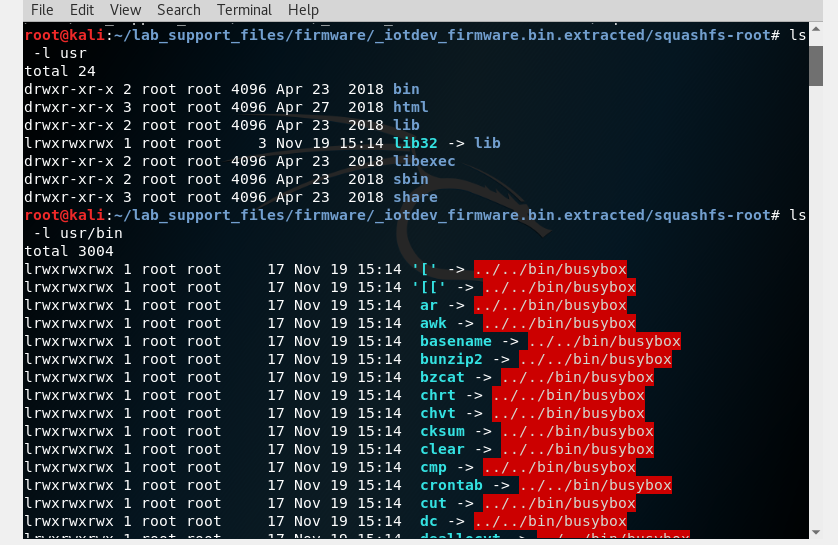 File Edit View Search Terminal Help
root@kali:~/lab_support_files/firmware/_iotdev_firmware.bin.extracted/squashfs-root# ls
 -l usr
total 24
drwxr-xr-x 2 root root 4096 Apr 23  2018 bin
drwxr-xr-x 3 root root 4096 Apr 27  2018 html
drwxr-xr-x 2 root root 4096 Apr 23  2018 lib
lrwxrwxrwx 1 root root    3 Nov 19 15:14 lib32 -> lib
drwxr-xr-x 2 root root 4096 Apr 23  2018 libexec
drwxr-xr-x 2 root root 4096 Apr 23  2018 sbin
drwxr-xr-x 3 root root 4096 Apr 23  2018 share
root@kali:~/lab_support_files/firmware/_iotdev_firmware.bin.extracted/squashfs-root# ls
 -l usr/bin
total 3004
lrwxrwxrwx 1 root root     17 Nov 19 15:14 '[' -> ../../bin/busybox
lrwxrwxrwx 1 root root     17 Nov 19 15:14 '[[' -> ../../bin/busybox
lrwxrwxrwx 1 root root     17 Nov 19 15:14  ar -> ../../bin/busybox
lrwxrwxrwx 1 root root     17 Nov 19 15:14  awk -> ../../bin/busybox
lrwxrwxrwx 1 root root     17 Nov 19 15:14  basename -> ../../bin/busybox
lrwxrwxrwx 1 root root     17 Nov 19 15:14  bunzip2 -> ../../bin/busybox
lrwxrwxrwx 1 root root     17 Nov 19 15:14  bzcat -> ../../bin/busybox
lrwxrwxrwx 1 root root     17 Nov 19 15:14  chrt -> ../../bin/busybox
lrwxrwxrwx 1 root root     17 Nov 19 15:14  chvt -> ../../bin/busybox
lrwxrwxrwx 1 root root     17 Nov 19 15:14  cksum -> ../../bin/busybox
lrwxrwxrwx 1 root root     17 Nov 19 15:14  clear -> ../../bin/busybox
lrwxrwxrwx 1 root root     17 Nov 19 15:14  cmp -> ../../bin/busybox
lrwxrwxrwx 1 root root     17 Nov 19 15:14  crontab -> ../../bin/busybox
lrwxrwxrwx 1 root root     17 Nov 19 15:14  cut -> ../../bin/busybox
lrwxrwxrwx 1 root root     17 Nov 19 15:14  dc -> ../../bin/busybox
lrwxrwxrwx 1 root root     17 Nov 19 15:14  deallocvt -> ../../bin/busybox